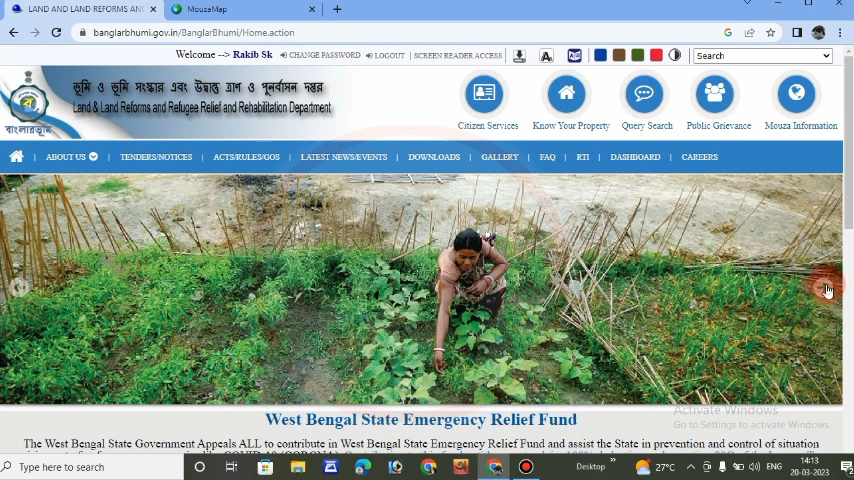 LAND AND LAND REFORMS AN
MouzaMap
banglarbhumi.gov.in/BanglarBhumi/Home.action
Welcome --> Rakib Sk CHANGE PASSWORD LOGOUT | SCREEN READER ACCESS Search
ভূমি ও ভূমি সংস্কার এবং উদ্বাস্তু ত্রাণ ও পুনর্বাসন দপ্তর
Land & Land Reforms and Refugee Relief and Rehabilitation Department
বাংলারভূমি
Citizen Services Know Your Property Query Search Public Grievance Mouza Information
ABOUT US | TENDERS/NOTICES | ACTS/RULES/GOS | LATEST NEWS/EVENTS | DOWNLOADS | GALLERY | FAQ | RTI | DASHBOARD | CAREERS
West Bengal State Emergency Relief Fund
Activate Windows
Go to Settings to activate Windows.
The West Bengal State Government Appeals ALL to contribute in West Bengal State Emergency Relief Fund and assist the State in prevention and control of situation
Type here to search
Desktop
27°C
ENG
14:13
20-03-2023